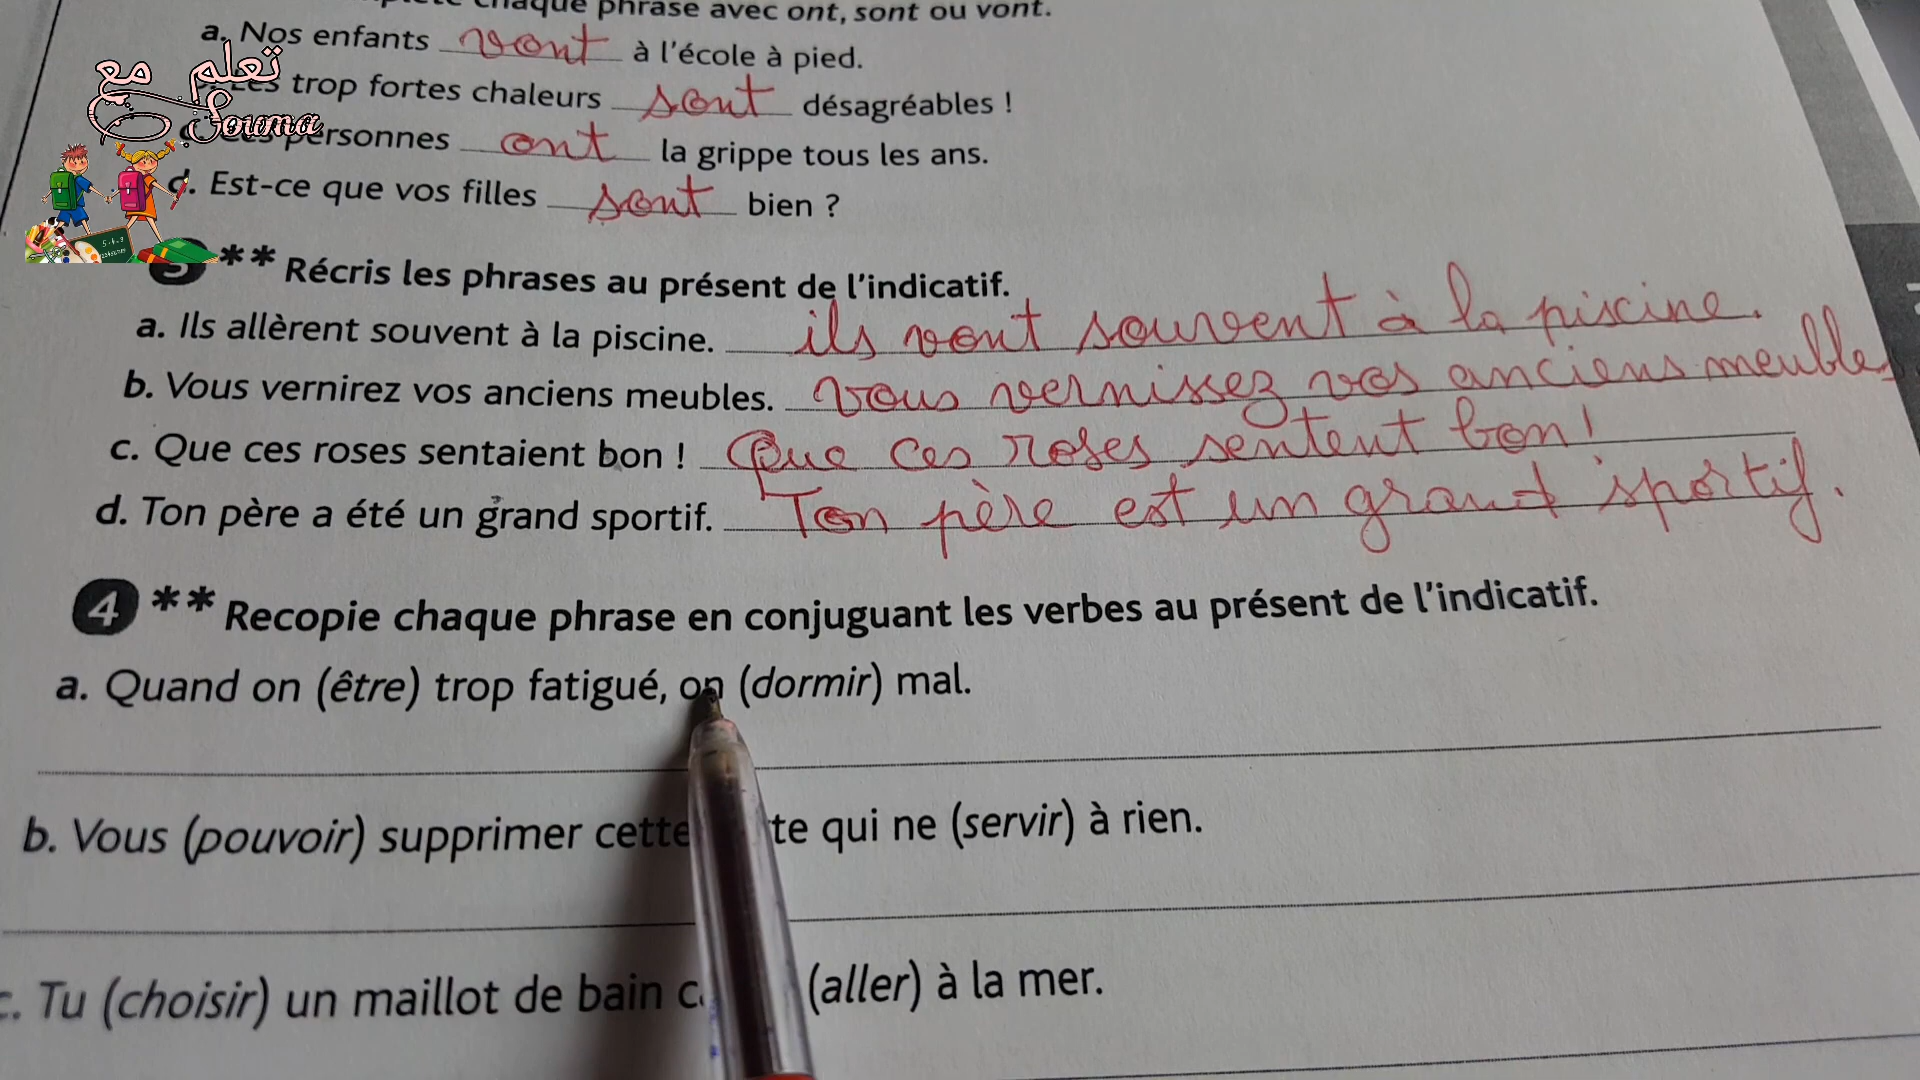 chaque phrase avec ont, sont ou vont.
a. Nos enfants vont à l'école à pied.
تعلم مع
Souma
trop fortes chaleurs sont désagréables !
personnes ont la grippe tous les ans.
d. Est-ce que vos filles sont bien ?
3 ** Récris les phrases au présent de l'indicatif.
a. Ils allèrent souvent à la piscine. ils vont souvent à la piscine.
b. Vous vernirez vos anciens meubles. vous vernissez vos anciens meubles
c. Que ces roses sentaient bon ! Que ces roses sentent bon !
d. Ton père a été un grand sportif. Ton père est un grand sportif.
4 ** Recopie chaque phrase en conjuguant les verbes au présent de l'indicatif.
a. Quand on (être) trop fatigué, on (dormir) mal.
b. Vous (pouvoir) supprimer cette qui ne (servir) à rien.
c. Tu (choisir) un maillot de bain (aller) à la mer.